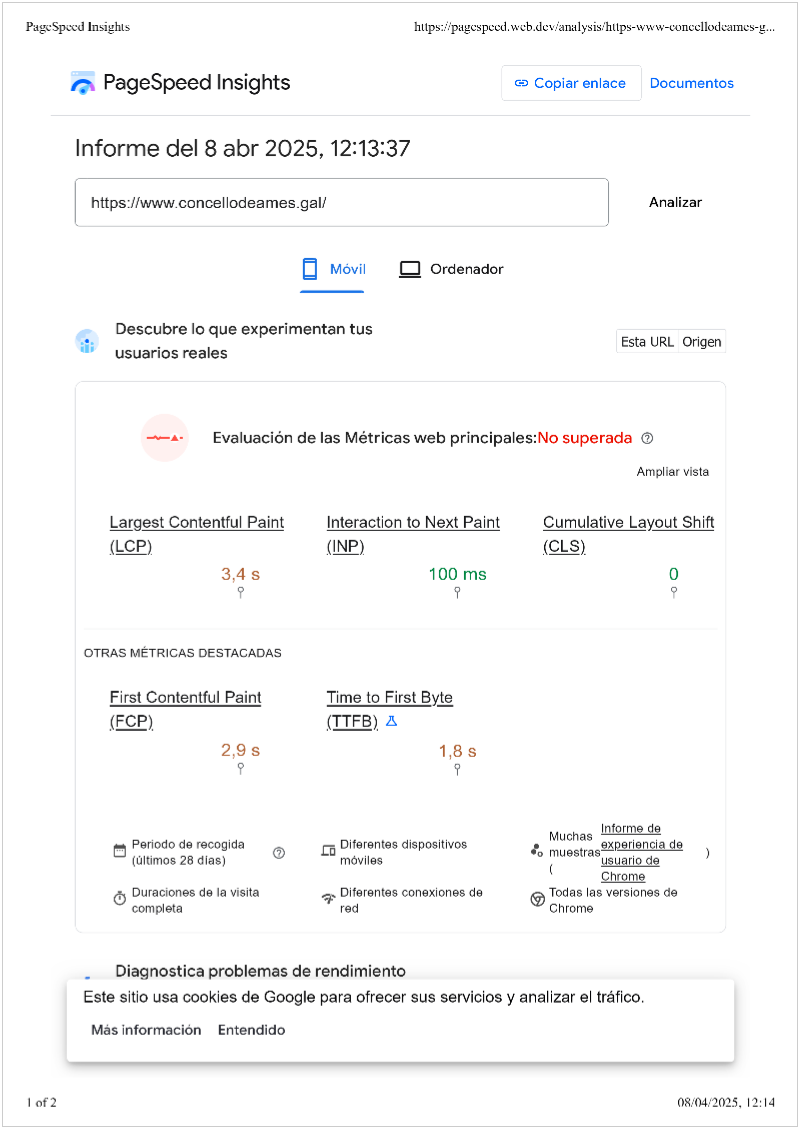 PageSpeed Insights
https://pagespeed.web.dev/analysis/https-www-concellodeames-g...
PageSpeed Insights
Copiar enlace
Documentos
Informe del 8 abr 2025, 12:13:37
https://www.concellodeames.gal/
Analizar
Móvil
Ordenador
Descubre lo que experimentan tus
usuarios reales
Esta URL
Origen
Evaluación de las Métricas web principales:No superada
Ampliar vista
Largest Contentful Paint
(LCP)
3,4 s
Interaction to Next Paint
(INP)
100 ms
Cumulative Layout Shift
(CLS)
0
OTRAS MÉTRICAS DESTACADAS
First Contentful Paint
(FCP)
2,9 s
Time to First Byte
(TTFB)
1,8 s
Periodo de recogida
(últimos 28 días)
Diferentes dispositivos
móviles
Muchas
muestras
(
Informe de
experiencia de
usuario de
Chrome
)
Duraciones de la visita
completa
Diferentes conexiones de
red
Todas las versiones de
Chrome
Diagnostica problemas de rendimiento
Este sitio usa cookies de Google para ofrecer sus servicios y analizar el tráfico.
Más información
Entendido
1 of 2
08/04/2025, 12:14